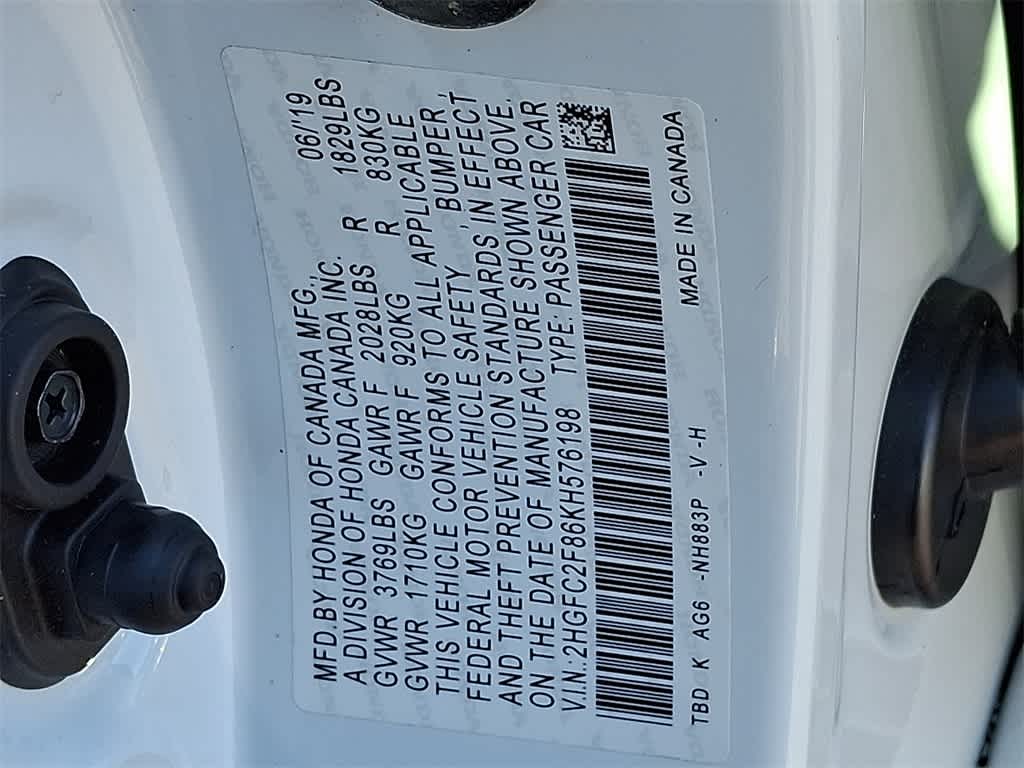 MFD.BY HONDA OF CANADA MFG., 06/19
A DIVISION OF HONDA CANADA INC.
GVWR 3769LBS GAWR F 2028LBS R 1829LBS
GVWR 1710KG GAWR F 920KG R 830KG
THIS VEHICLE CONFORMS TO ALL APPLICABLE
FEDERAL MOTOR VEHICLE SAFETY, BUMPER,
AND THEFT PREVENTION STANDARDS, IN EFFECT
ON THE DATE OF MANUFACTURE SHOWN ABOVE.
V.I.N.:2HGFC2F86KH576198 TYPE: PASSENGER CAR
TBD K AG6 -NH883P -V -H MADE IN CANADA